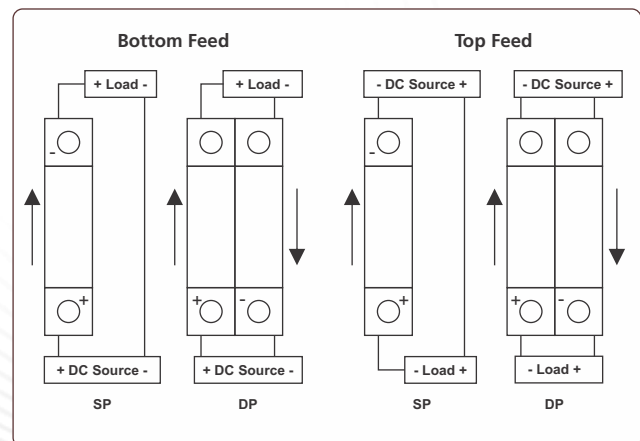 Bottom Feed Top Feed
+ Load - + Load - - DC Source + - DC Source +
- -
+ + - + + -
+ DC Source - + DC Source - - Load + - Load +
SP DP SP DP